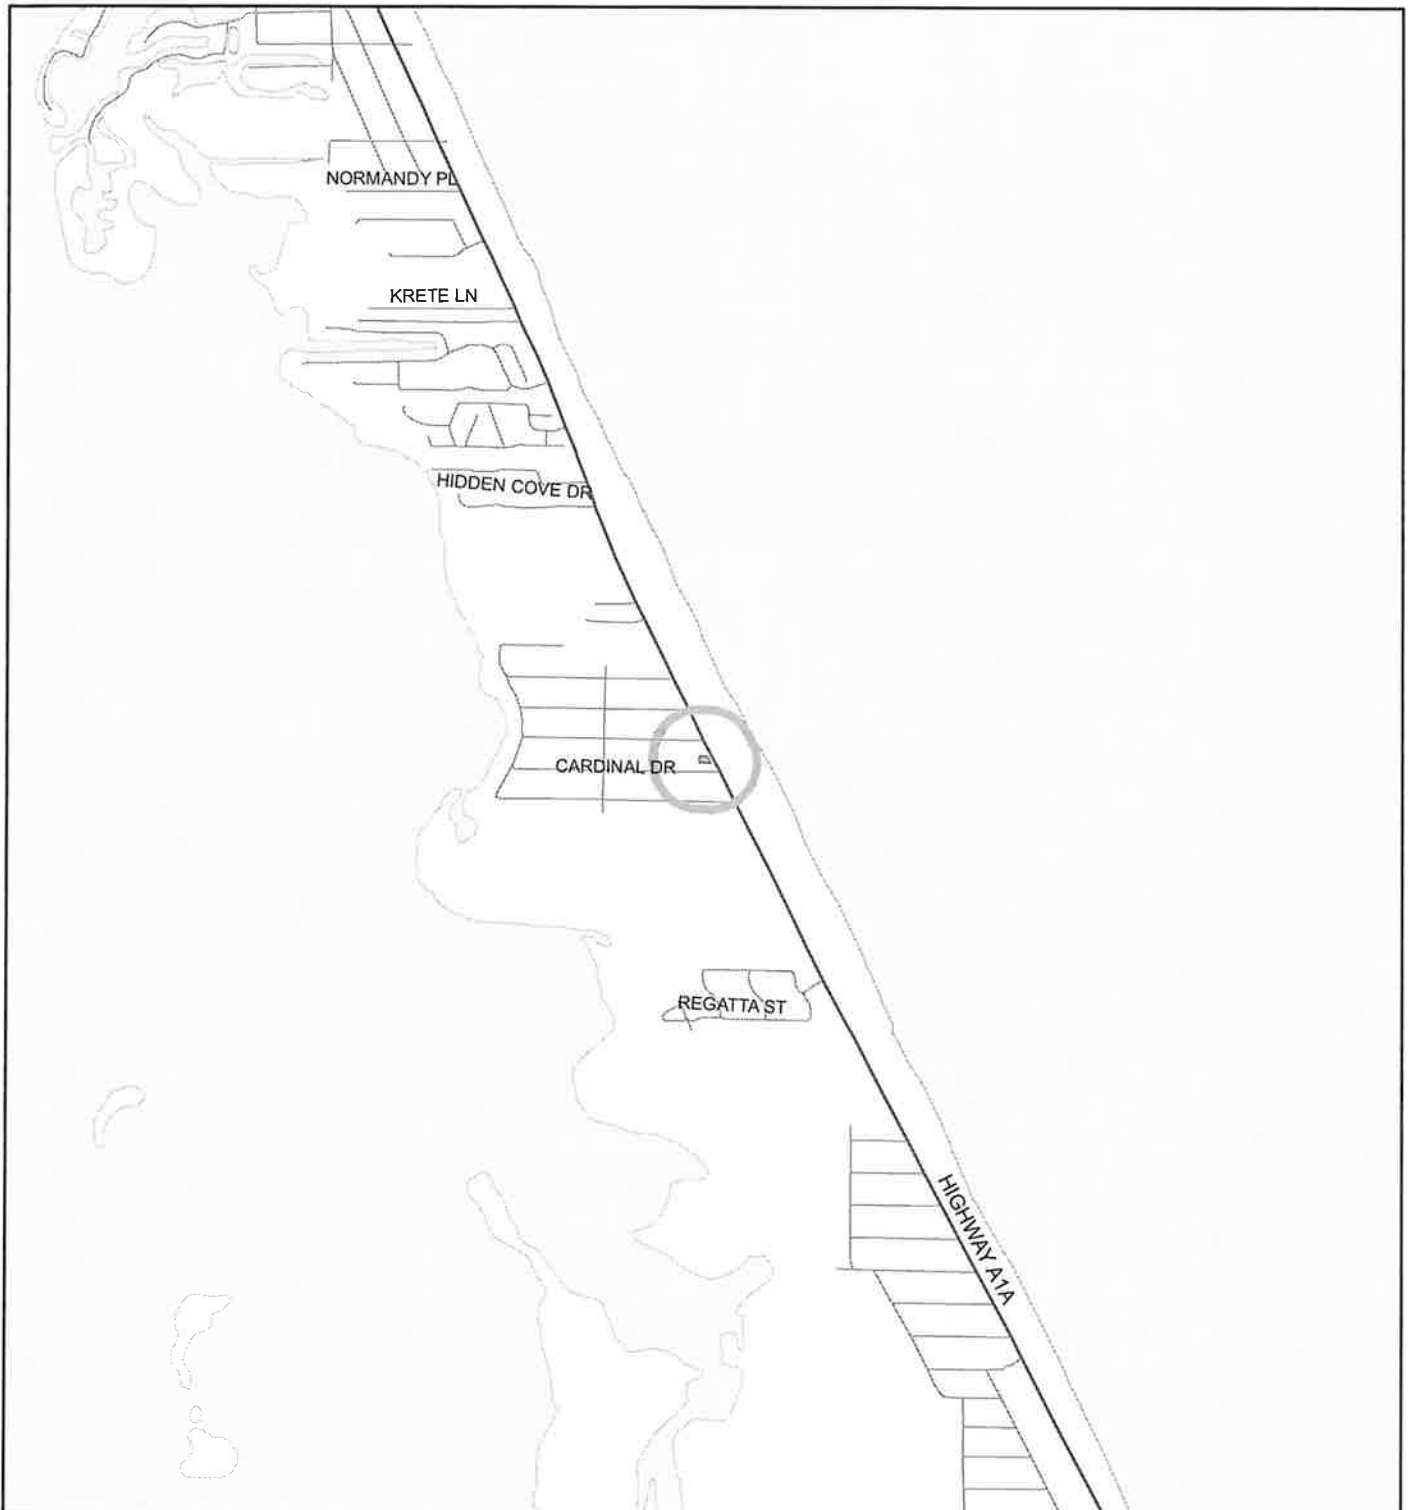 NORMANDY PL
KRETE LN
HIDDEN COVE DR
CARDINAL DR
REGATTA ST
HIGHWAY A1A